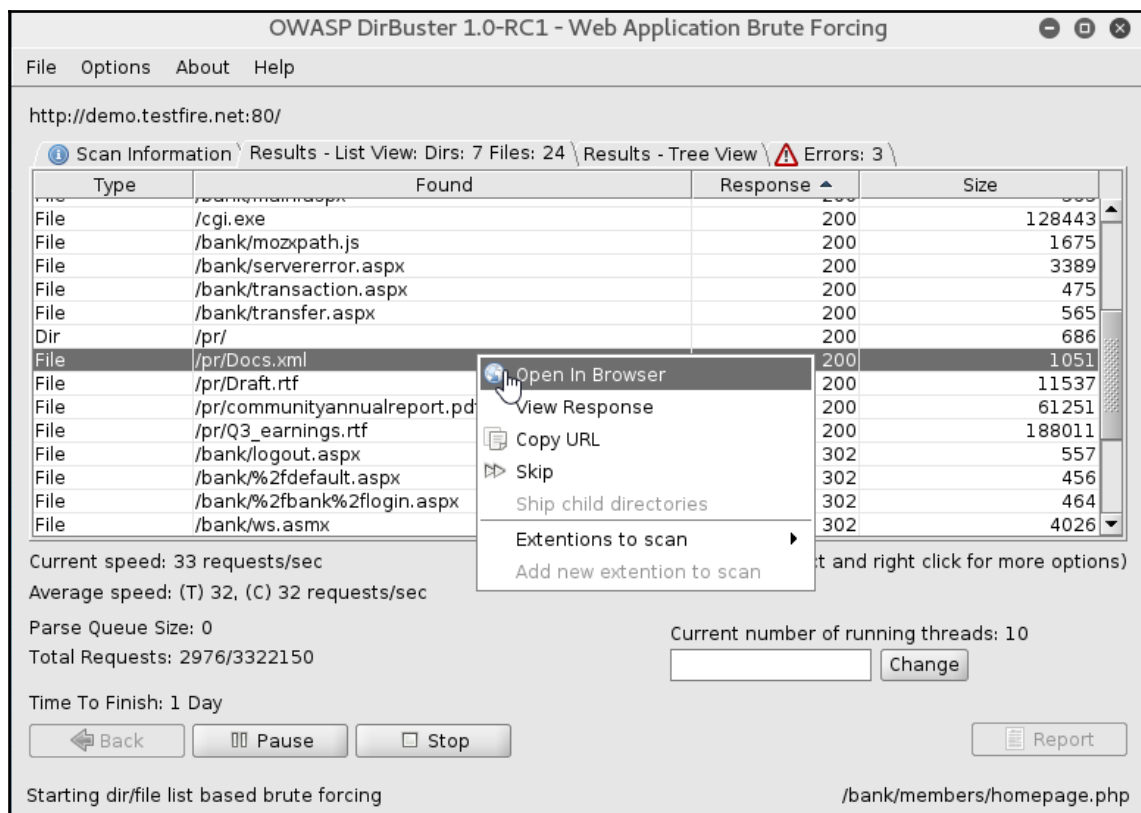 OWASP DirBuster 1.0-RC1 - Web Application Brute Forcing
File Options About Help
http://demo.testfire.net:80/
Scan Information Results - List View: Dirs: 7 Files: 24 Results - Tree View Errors: 3
Type Found Response Size
File /cgi.exe 200 128443
File /bank/mozxpath.js 200 1675
File /bank/servererror.aspx 200 3389
File /bank/transaction.aspx 200 475
File /bank/transfer.aspx 200 565
Dir /pr/ 200 686
File /pr/Docs.xml 200 1051
File /pr/Draft.rtf 200 11537
File /pr/communityannualreport.pd 200 61251
File /pr/Q3_earnings.rtf 200 188011
File /bank/logout.aspx 302 557
File /bank/%2fdefault.aspx 302 456
File /bank/%2fbank%2flogin.aspx 302 464
File /bank/ws.asmx 302 4026
Open In Browser
View Response
Copy URL
Skip
Ship child directories
Extentions to scan
Add new extention to scan
Current speed: 33 requests/sec and right click for more options)
Average speed: (T) 32, (C) 32 requests/sec
Parse Queue Size: 0
Current number of running threads: 10
Total Requests: 2976/3322150
Change
Time To Finish: 1 Day
Back Pause Stop Report
Starting dir/file list based brute forcing /bank/members/homepage.php